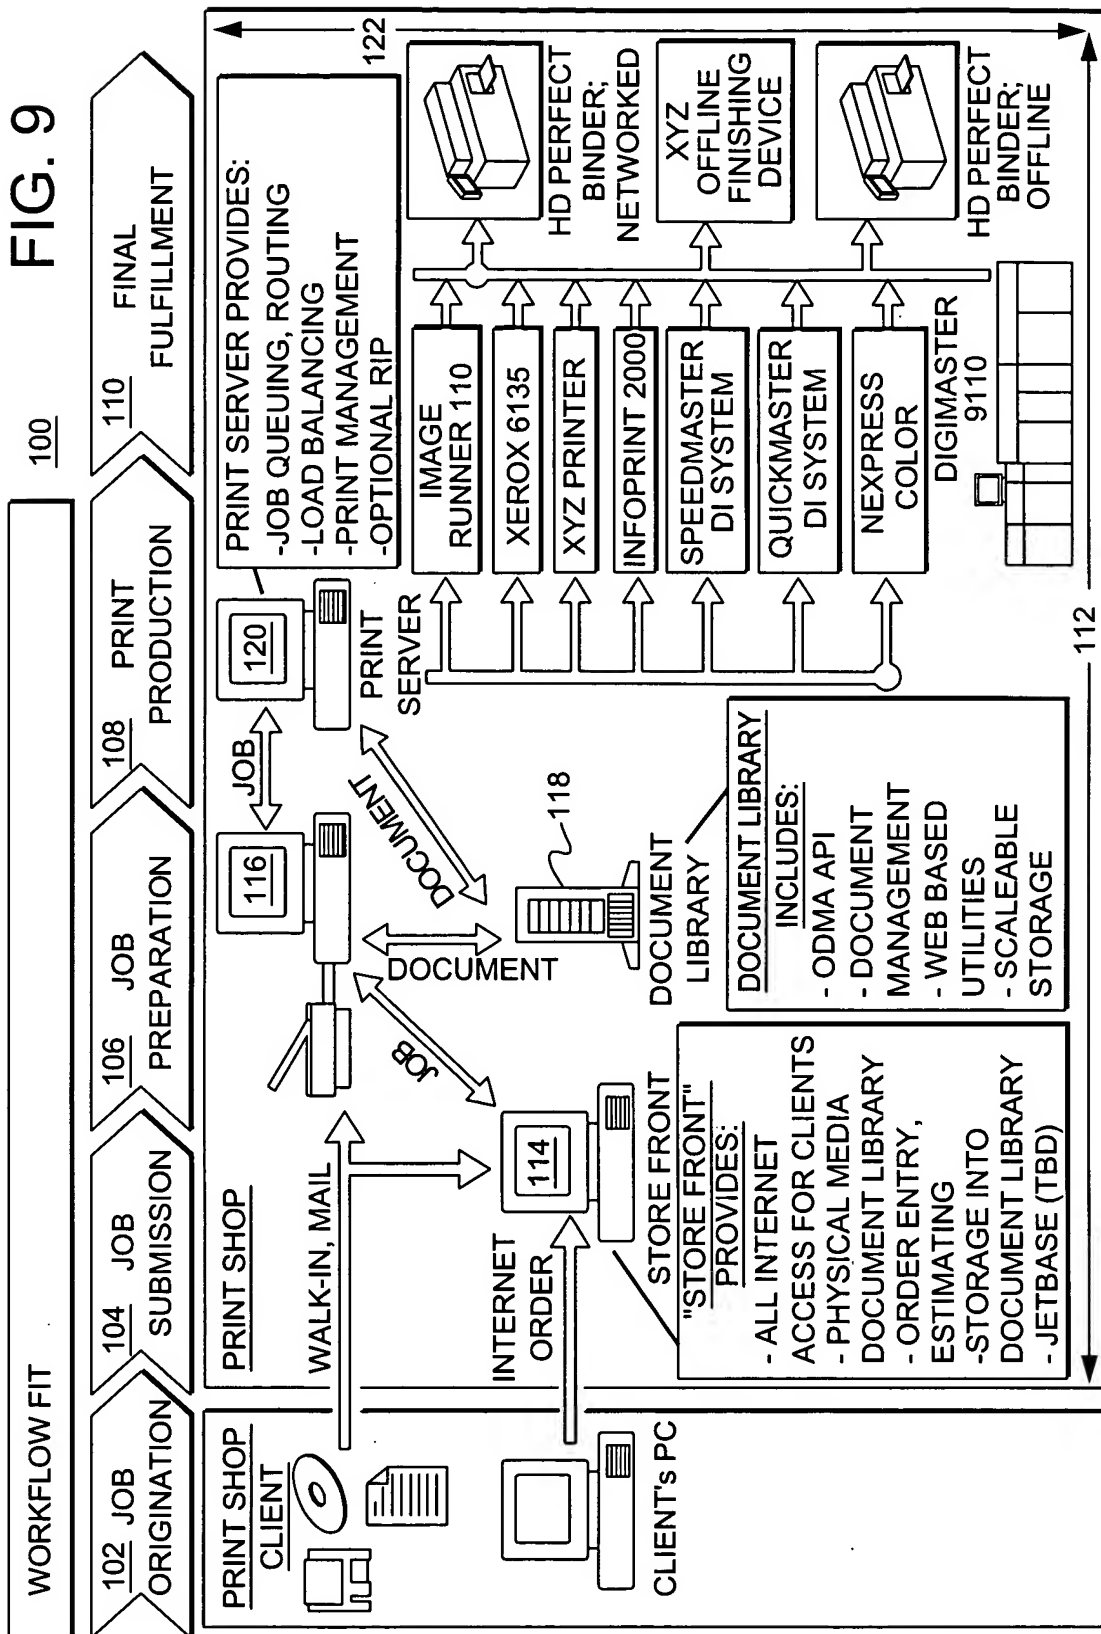 FIG. 9
100
WORKFLOW FIT
102 JOB
ORIGINATION
104 JOB
SUBMISSION
106 JOB
PREPARATION
108 PRINT
PRODUCTION
110 FINAL
FULFILLMENT
PRINT SHOP
CLIENT
CLIENT's PC
PRINT SHOP
WALK-IN, MAIL
INTERNET
ORDER
114
STORE FRONT
"STORE FRONT"
PROVIDES:
- ALL INTERNET
ACCESS FOR CLIENTS
- PHYSICAL MEDIA
DOCUMENT LIBRARY
- ORDER ENTRY,
ESTIMATING
-STORAGE INTO
DOCUMENT LIBRARY
- JETBASE (TBD)
JOB
116
JOB
DOCUMENT
DOCUMENT
118
DOCUMENT
LIBRARY
DOCUMENT LIBRARY
INCLUDES:
- ODMA API
- DOCUMENT
MANAGEMENT
- WEB BASED
UTILITIES
- SCALEABLE
STORAGE
120
PRINT
SERVER
PRINT SERVER PROVIDES:
-JOB QUEUING, ROUTING
-LOAD BALANCING
-PRINT MANAGEMENT
-OPTIONAL RIP
IMAGE
RUNNER 110
XEROX 6135
XYZ PRINTER
INFOPRINT 2000
SPEEDMASTER
DI SYSTEM
QUICKMASTER
DI SYSTEM
NEXPRESS
COLOR
DIGIMASTER
9110
122
HD PERFECT
BINDER;
NETWORKED
XYZ
OFFLINE
FINISHING
DEVICE
HD PERFECT
BINDER;
OFFLINE
112